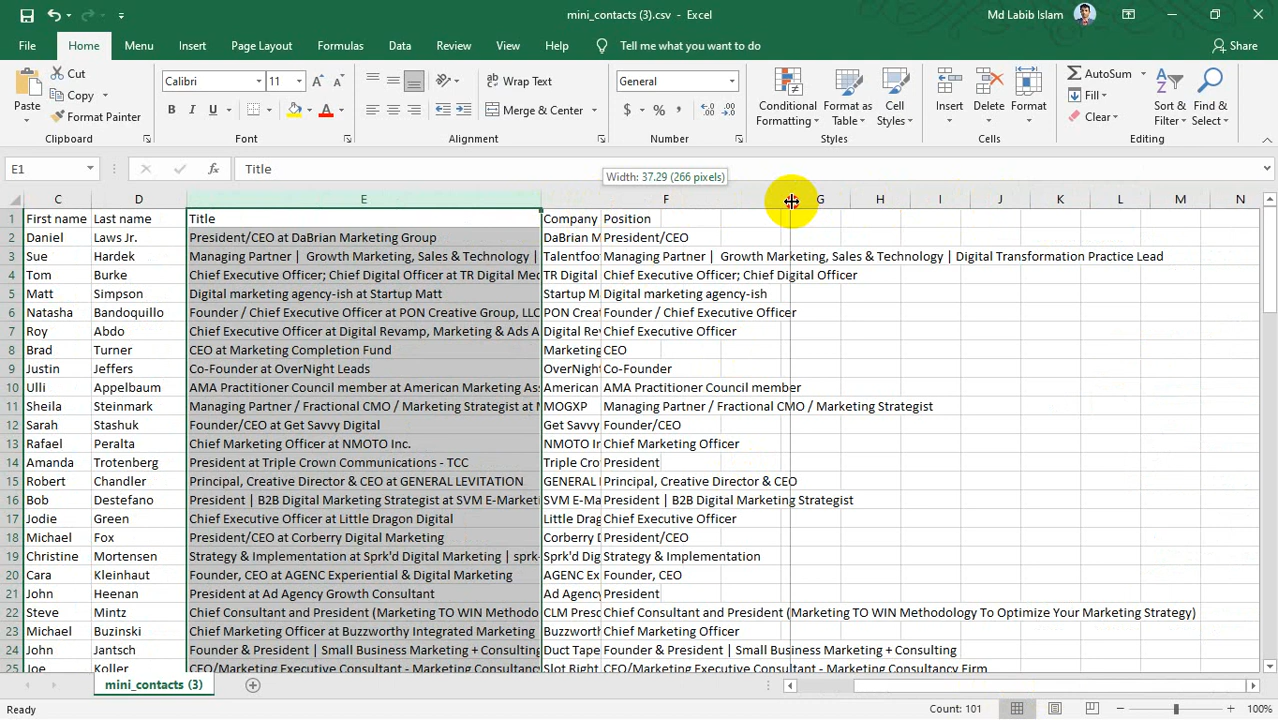 mini_contacts (3).csv - Excel
Md Labib Islam
File Home Menu Insert Page Layout Formulas Data Review View Help Tell me what you want to do Share
Paste
Cut
Copy
Format Painter
Clipboard
Calibri 11
B I U
Font
Wrap Text
Merge & Center
Alignment
General
$ % ,
Number
Conditional Formatting
Format as Table
Cell Styles
Styles
Insert Delete Format
Cells
AutoSum
Fill
Clear
Sort & Filter
Find & Select
Editing
E1 fx Title
Width: 37.29 (266 pixels)
C D E F G H I J K L M N
1 First name Last name Title Company Position
2 Daniel Laws Jr. President/CEO at DaBrian Marketing Group DaBrian M President/CEO
3 Sue Hardek Managing Partner | Growth Marketing, Sales & Technology | Talentfoo Managing Partner | Growth Marketing, Sales & Technology | Digital Transformation Practice Lead
4 Tom Burke Chief Executive Officer; Chief Digital Officer at TR Digital Med TR Digital Chief Executive Officer; Chief Digital Officer
5 Matt Simpson Digital marketing agency-ish at Startup Matt Startup M Digital marketing agency-ish
6 Natasha Bandoquillo Founder / Chief Executive Officer at PON Creative Group, LLC PON Crea Founder / Chief Executive Officer
7 Roy Abdo Chief Executive Officer at Digital Revamp, Marketing & Ads A Digital Rev Chief Executive Officer
8 Brad Turner CEO at Marketing Completion Fund Marketing CEO
9 Justin Jeffers Co-Founder at OverNight Leads OverNight Co-Founder
10 Ulli Appelbaum AMA Practitioner Council member at American Marketing Ass American AMA Practitioner Council member
11 Sheila Steinmark Managing Partner / Fractional CMO / Marketing Strategist at M MOGXP Managing Partner / Fractional CMO / Marketing Strategist
12 Sarah Stashuk Founder/CEO at Get Savvy Digital Get Savvy Founder/CEO
13 Rafael Peralta Chief Marketing Officer at NMOTO Inc. NMOTO In Chief Marketing Officer
14 Amanda Trotenberg President at Triple Crown Communications - TCC Triple Cro President
15 Robert Chandler Principal, Creative Director & CEO at GENERAL LEVITATION GENERAL Principal, Creative Director & CEO
16 Bob Destefano President | B2B Digital Marketing Strategist at SVM E-Marketi SVM E-Ma President | B2B Digital Marketing Strategist
17 Jodie Green Chief Executive Officer at Little Dragon Digital Little Drag Chief Executive Officer
18 Michael Fox President/CEO at Corberry Digital Marketing Corberry D President/CEO
19 Christine Mortensen Strategy & Implementation at Sprk'd Digital Marketing | sprk- Sprk'd Dig Strategy & Implementation
20 Cara Kleinhaut Founder, CEO at AGENC Experiential & Digital Marketing AGENC Ex Founder, CEO
21 John Heenan President at Ad Agency Growth Consultant Ad Agency President
22 Steve Mintz Chief Consultant and President (Marketing TO WIN Methodo CLM Presc Chief Consultant and President (Marketing TO WIN Methodology To Optimize Your Marketing Strategy)
23 Michael Buzinski Chief Marketing Officer at Buzzworthy Integrated Marketing Buzzwort Chief Marketing Officer
24 John Jantsch Founder & President | Small Business Marketing + Consulting Duct Tape Founder & President | Small Business Marketing + Consulting
25 Joe Koller CEO/Marketing Executive Consultant - Marketing Consultancy Slot Right CEO/Marketing Executive Consultant - Marketing Consultancy Firm
mini_contacts (3)
Ready Count: 101 100%